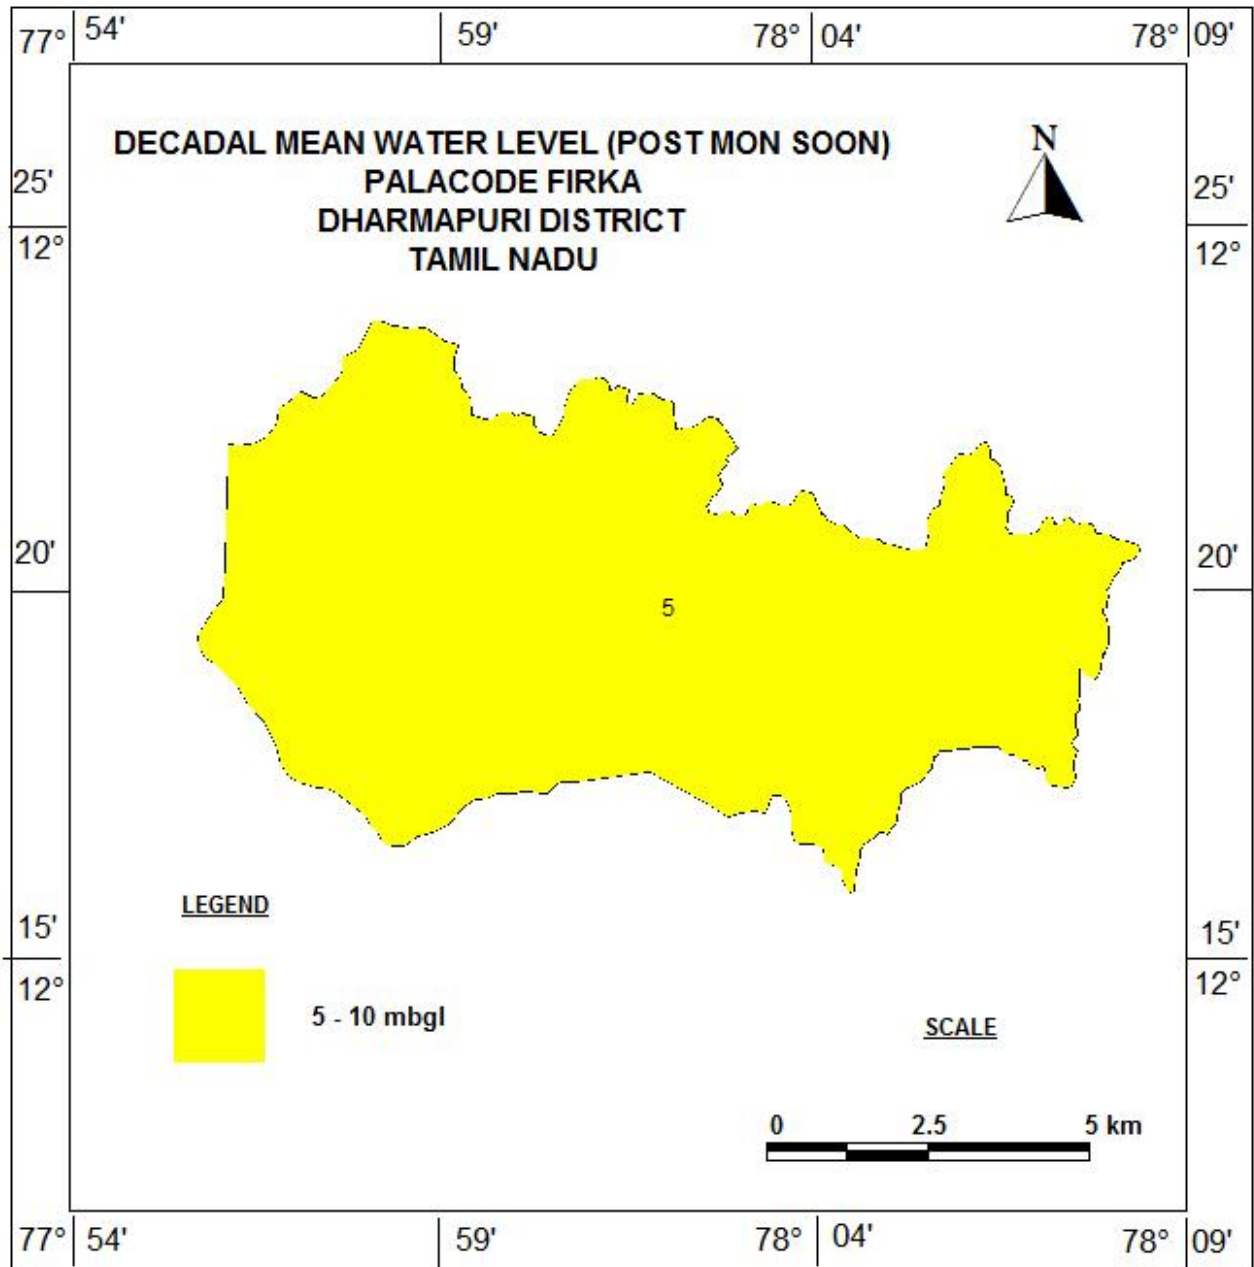 77° 54' 59' 78° 04' 78° 09'
DECADAL MEAN WATER LEVEL (POST MON SOON)
PALACODE FIRKA
DHARMAPURI DISTRICT
TAMIL NADU
N
25'
12°
25'
12°
20'
20'
5
LEGEND
5 - 10 mbgl
15'
12°
15'
12°
SCALE
0 2.5 5 km
77° 54' 59' 78° 04' 78° 09'